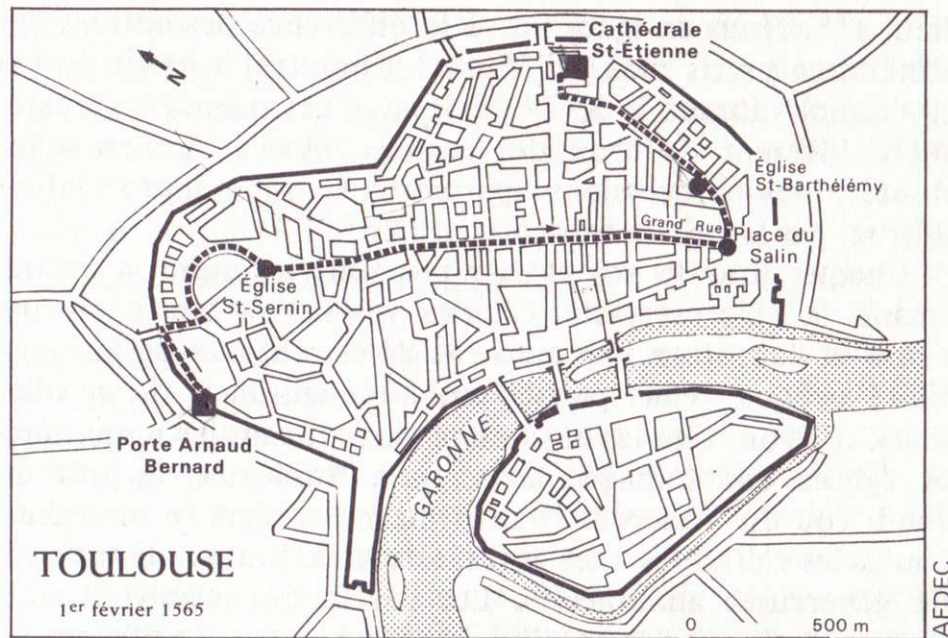 Cathédrale
St-Étienne
N
Église
St-Barthélémy
Grand' Rue
Place du
Salin
Église
St-Sernin
Porte Arnaud
Bernard
GARONNE
TOULOUSE
1er février 1565
0 500 m
AFDEC